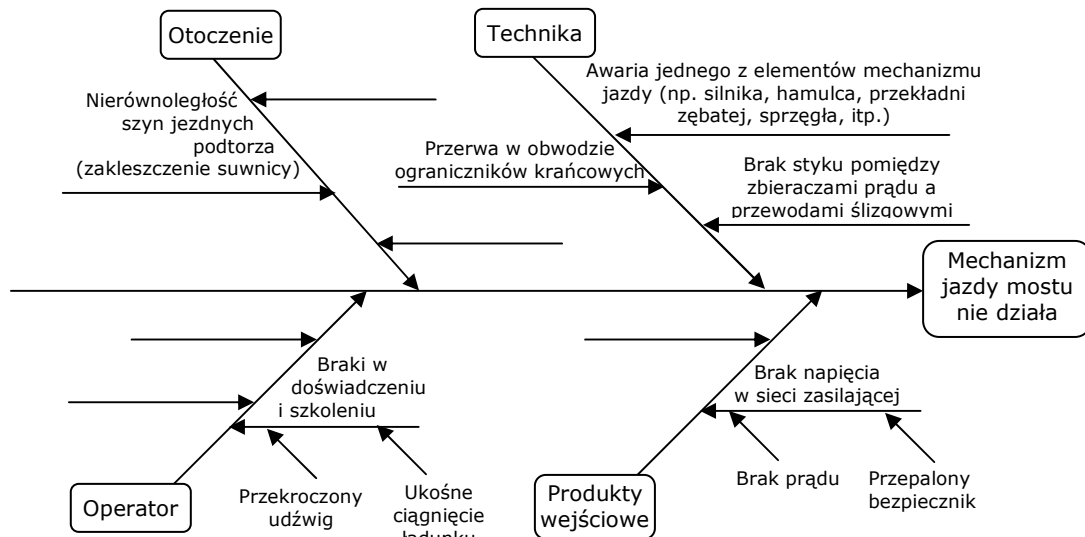 Otoczenie
Technika
Nierównoległość
szyn jezdnych
podtorza
(zakleszczenie suwnicy)
Awaria jednego z elementów mechanizmu
jazdy (np. silnika, hamulca, przekładni
zębatej, sprzęgła, itp.)
Przerwa w obwodzie
ograniczników krańcowych
Brak styku pomiędzy
zbieraczami prądu a
przewodami ślizgowymi
Mechanizm
jazdy mostu
nie działa
Braki w
doświadczeniu
i szkoleniu
Brak napięcia
w sieci zasilającej
Operator
Przekroczony
udźwig
Ukośne
ciągnięcie
ładunku
Produkty
wejściowe
Brak prądu
Przepalony
bezpiecznik